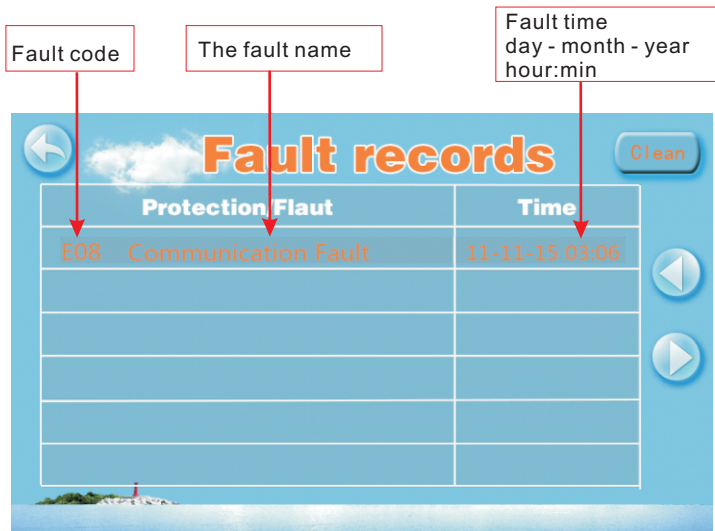 Fault code
The fault name
Fault time
day - month - year
hour:min
Fault records
Clean
Protection/Flaut
Time
E08 Communication Fault 11-11-15 03:06